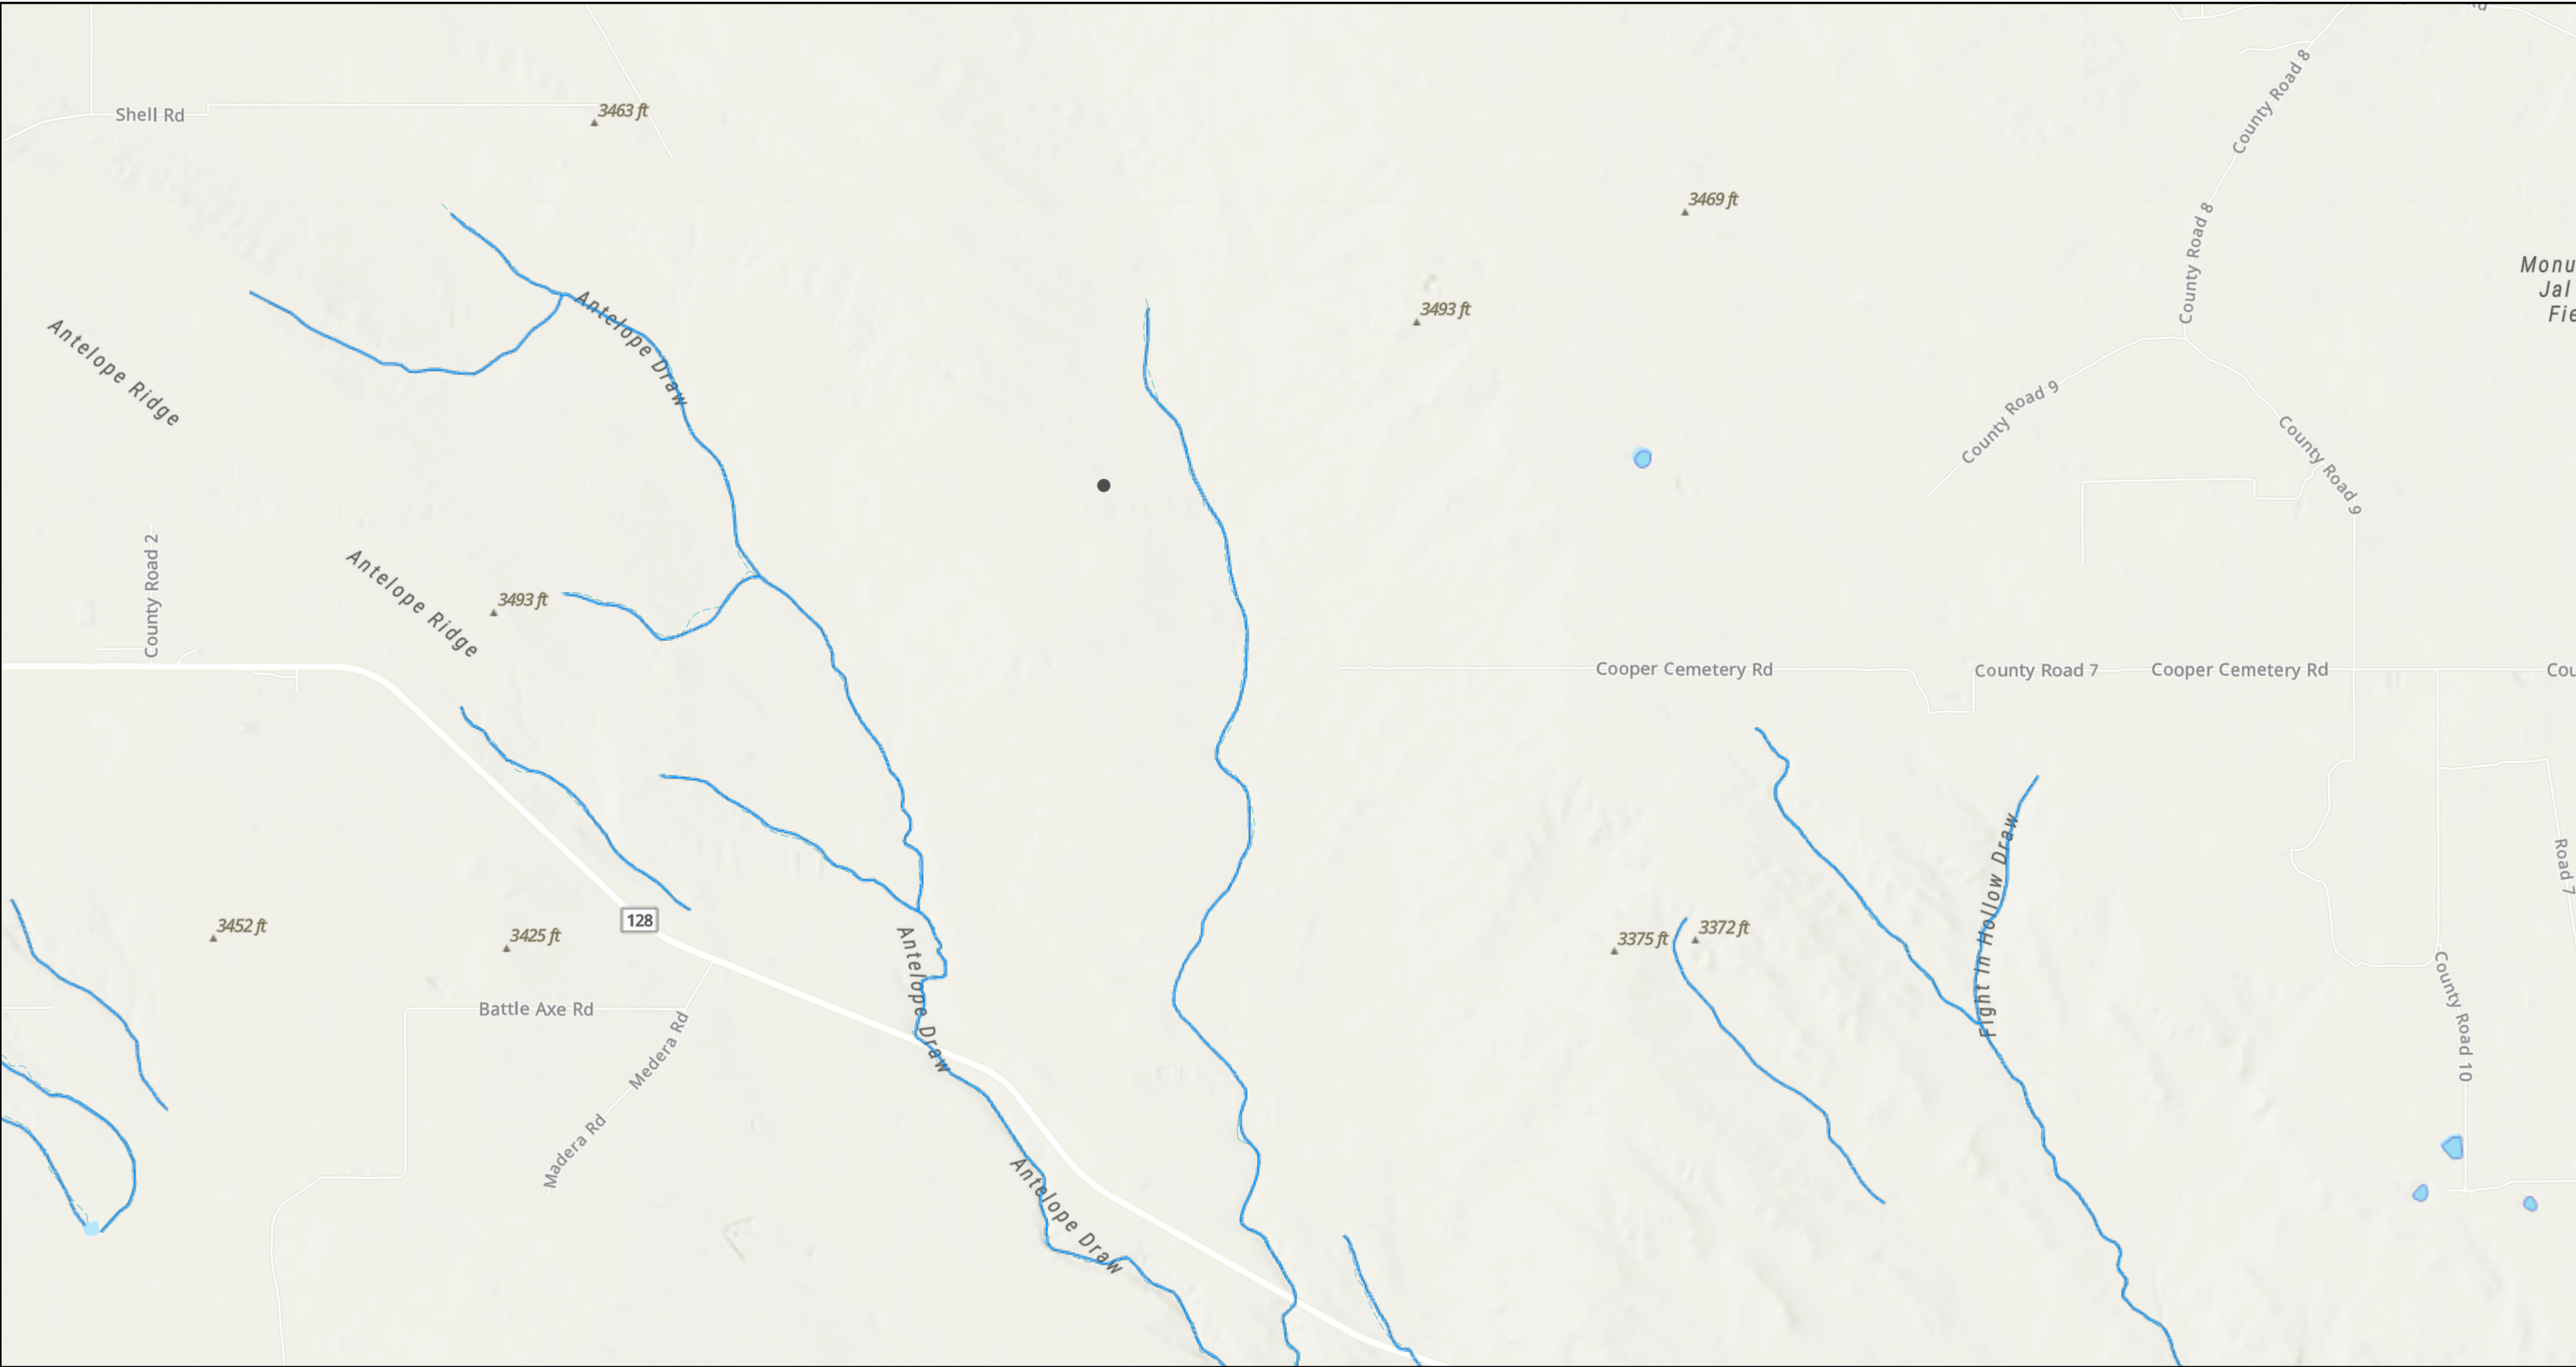 Shell Rd
3463 ft
County Road 8
3469 ft
County Road 8
Monu
Jal
Fie
Antelope Draw
3493 ft
Antelope Ridge
County Road 9
County Road 9
County Road 2
Antelope Ridge
3493 ft
Cooper Cemetery Rd
County Road 7
Cooper Cemetery Rd
Cou
Road 7
Fight In Hollow Draw
3452 ft
3425 ft
128
3375 ft
3372 ft
Antelope Draw
County Road 10
Battle Axe Rd
Medera Rd
Madera Rd
Antelope Draw